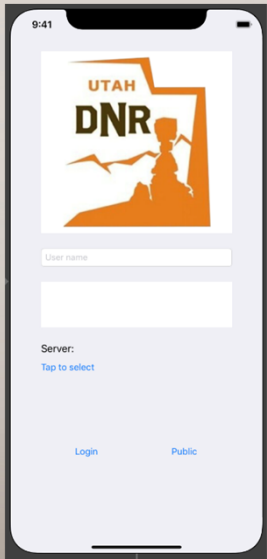 9:41
UTAH
DNR
User name
Server:
Tap to select
Login Public